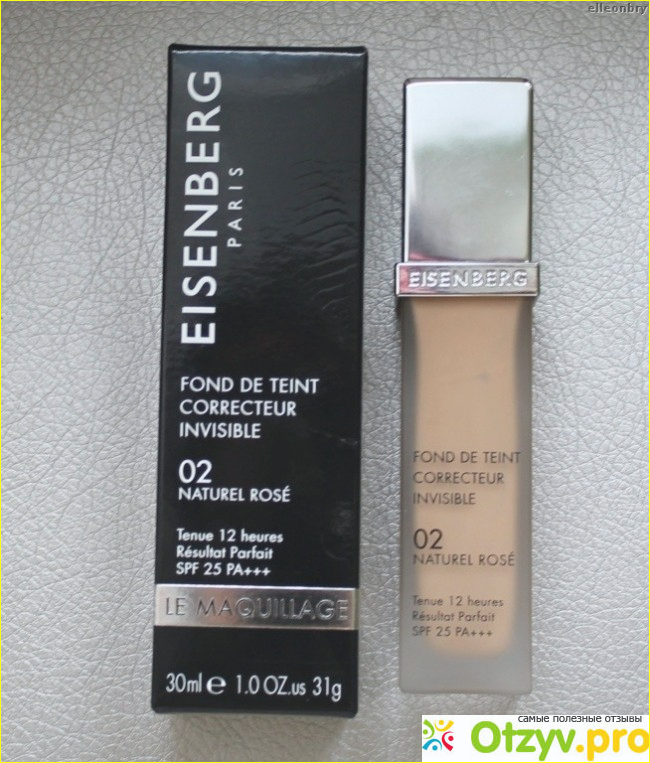 elleonbry
EISENBERG
PARIS
FOND DE TEINT
CORRECTEUR
INVISIBLE
02
NATUREL ROSÉ
Tenue 12 heures
Résultat Parfait
SPF 25 PA+++
LE MAQUILLAGE
30ml e 1.0 OZ.US 31g
EISENBERG
FOND DE TEINT
CORRECTEUR
INVISIBLE
02
NATUREL ROSÉ
Tenue 12 heures
Résultat Parfait
SPF 25 PA+++
самые полезные отзывы
Otzyv.pro